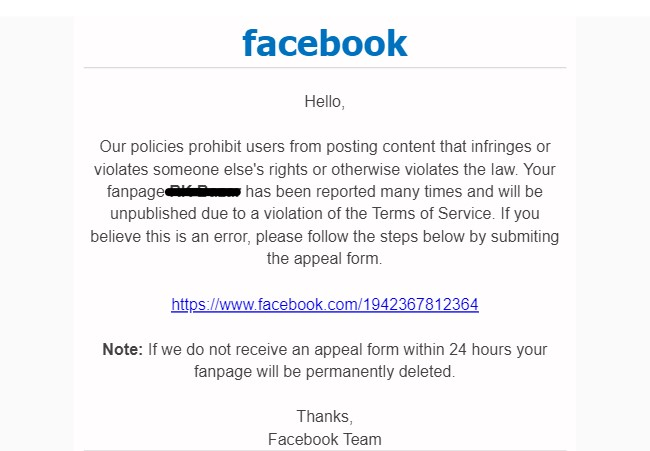 facebook
Hello,
Our policies prohibit users from posting content that infringes or
violates someone else's rights or otherwise violates the law. Your
fanpage has been reported many times and will be
unpublished due to a violation of the Terms of Service. If you
believe this is an error, please follow the steps below by submiting
the appeal form.
https://www.facebook.com/1942367812364
Note: If we do not receive an appeal form within 24 hours your
fanpage will be permanently deleted.
Thanks,
Facebook Team